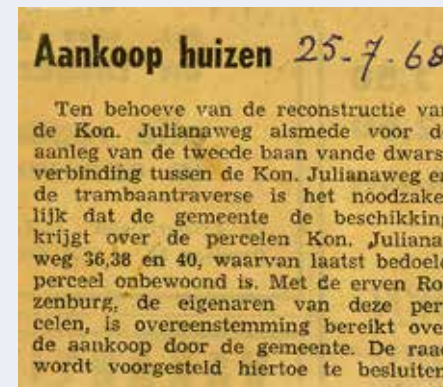 Aankoop huizen 25-7-68
Ten behoeve van de reconstructie van
de Kon. Julianaweg alsmede voor de
aanleg van de tweede baan vande dwars-
verbinding tussen de Kon. Julianaweg en
de trambaantraverse is het noodzake-
lijk dat de gemeente de beschikking
krijgt over de percelen Kon. Juliana-
weg 36,38 en 40, waarvan laatst bedoeld
perceel onbewoond is. Met de erven Ro-
zenburg, de eigenaren van deze per-
celen, is overeenstemming bereikt over
de aankoop door de gemeente. De raad
wordt voorgesteld hiertoe te besluiten.